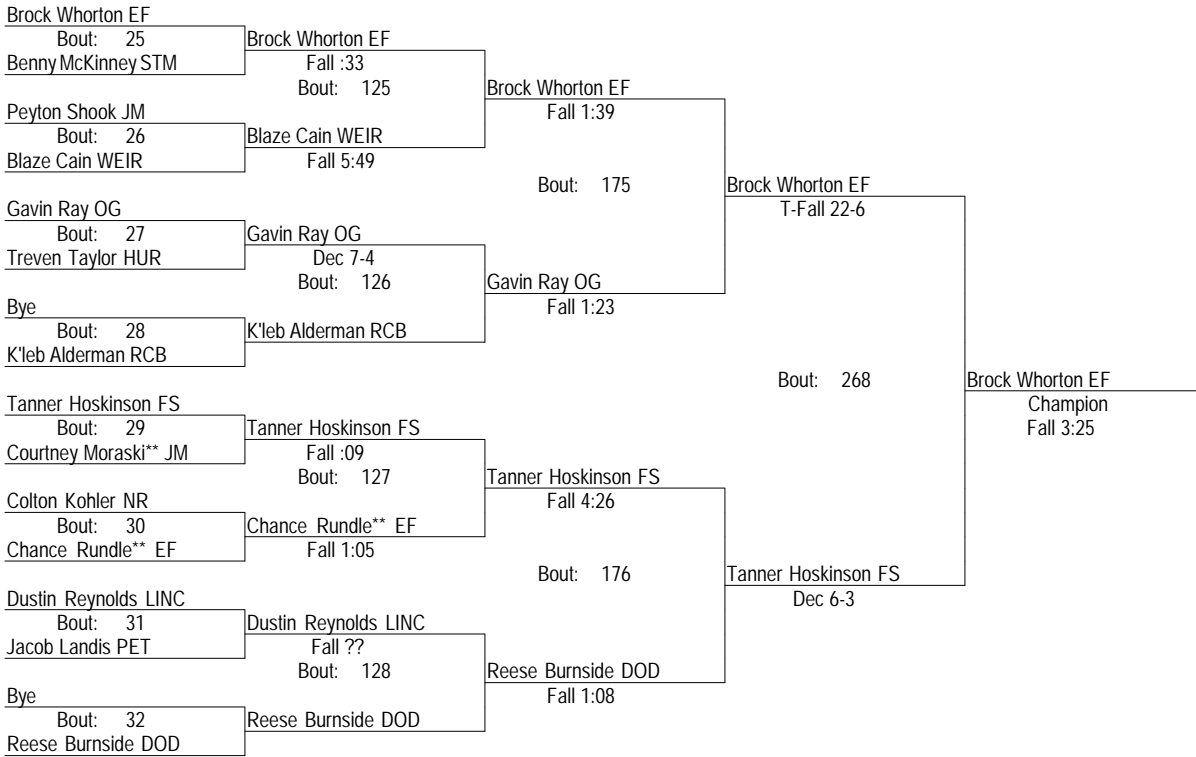 Brock Whorton EF
Bout: 25
Benny McKinney STM
Brock Whorton EF
Fall :33
Bout: 125
Peyton Shook JM
Bout: 26
Blaze Cain WEIR
Blaze Cain WEIR
Fall 5:49
Brock Whorton EF
Fall 1:39
Bout: 175
Gavin Ray OG
Bout: 27
Treven Taylor HUR
Gavin Ray OG
Dec 7-4
Bout: 126
Bye
Bout: 28
K'leb Alderman RCB
K'leb Alderman RCB
Gavin Ray OG
Fall 1:23
Brock Whorton EF
T-Fall 22-6
Bout: 268
Tanner Hoskinson FS
Bout: 29
Courtney Moraski** JM
Tanner Hoskinson FS
Fall :09
Bout: 127
Colton Kohler NR
Bout: 30
Chance Rundle** EF
Chance Rundle** EF
Fall 1:05
Tanner Hoskinson FS
Fall 4:26
Bout: 176
Dustin Reynolds LINC
Bout: 31
Jacob Landis PET
Dustin Reynolds LINC
Fall ??
Bout: 128
Bye
Bout: 32
Reese Burnside DOD
Reese Burnside DOD
Reese Burnside DOD
Fall 1:08
Tanner Hoskinson FS
Dec 6-3
Brock Whorton EF
Champion
Fall 3:25